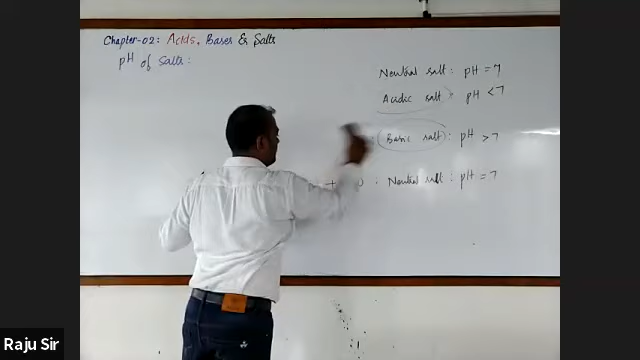 Chapter-02: Acids, Bases & Salts
pH of Salts:
Neutral salt: pH = 7
Acidic salt: pH < 7
Basic salt: pH > 7
Neutral salt: pH = 7
Raju Sir